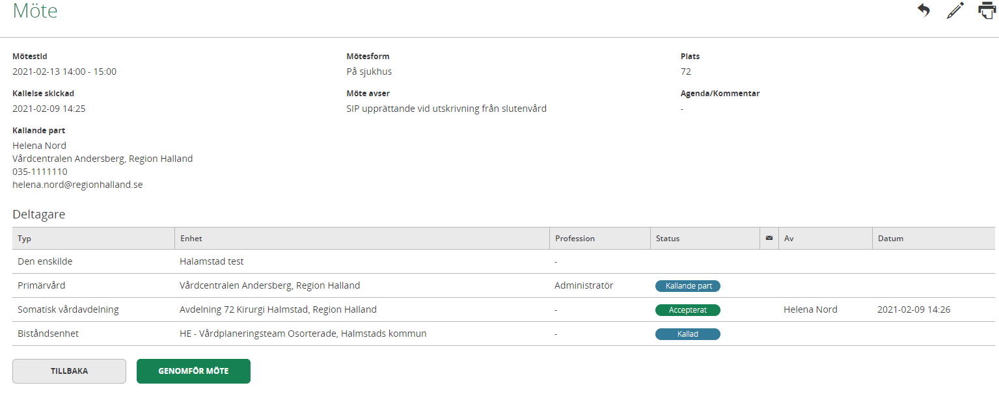 Möte
Mötestid Mötesform Plats
2021-02-13 14:00 - 15:00 På sjukhus 72
Kallelse skickad Möte avser Agenda/Kommentar
2021-02-09 14:25 SIP upprättande vid utskrivning från slutenvård -
Kallande part
Helena Nord
Vårdcentralen Andersberg, Region Halland
035-1111110
helena.nord@regionhalland.se
Deltagare
Typ Enhet Profession Status Av Datum
Den enskilde Halamstad test -
Primärvård Vårdcentralen Andersberg, Region Halland Administratör Kallande part
Somatisk vårdavdelning Avdelning 72 Kirurgi Halmstad, Region Halland - Accepterat Helena Nord 2021-02-09 14:26
Biståndsenhet HE - Vårdplaneringsteam Osorterade, Halmstads kommun - Kallad
TILLBAKA GENOMFÖR MÖTE